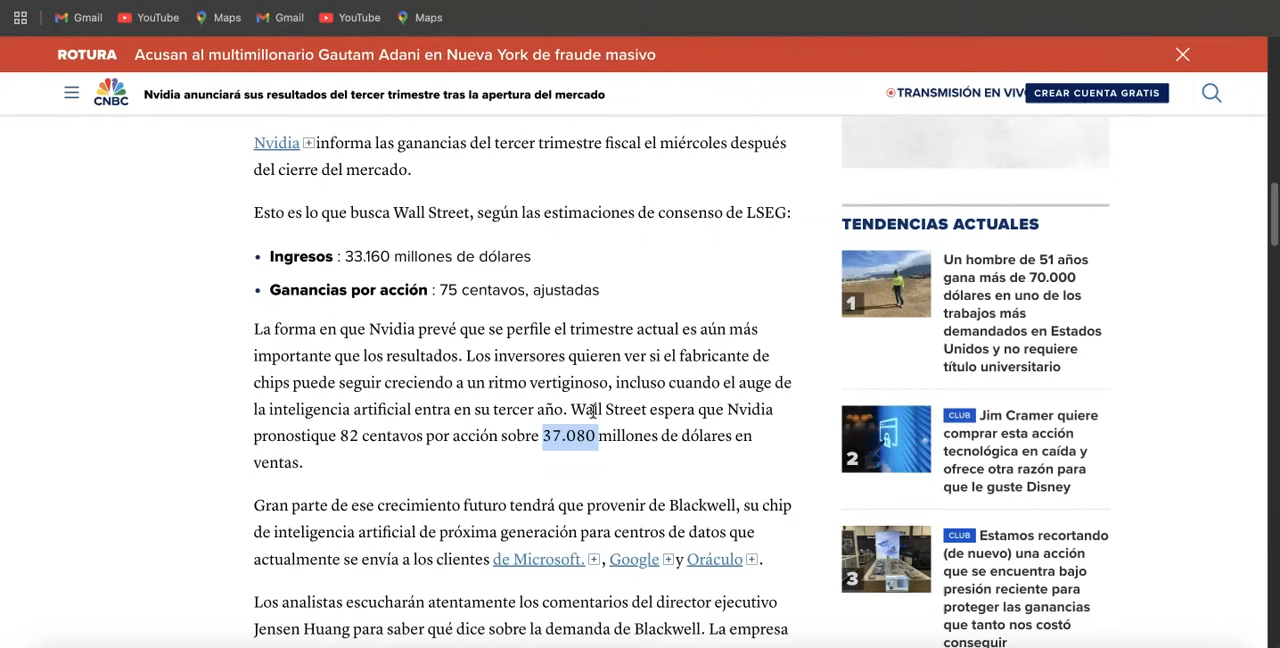 Gmail YouTube Maps Gmail YouTube Maps
ROTURA Acusan al multimillonario Gautam Adani en Nueva York de fraude masivo
CNBC
Nvidia anunciará sus resultados del tercer trimestre tras la apertura del mercado
TRANSMISIÓN EN VIVO
CREAR CUENTA GRATIS
Nvidia informa las ganancias del tercer trimestre fiscal el miércoles después
del cierre del mercado.
Esto es lo que busca Wall Street, según las estimaciones de consenso de LSEG:
• Ingresos : 33.160 millones de dólares
• Ganancias por acción : 75 centavos, ajustadas
La forma en que Nvidia prevé que se perfile el trimestre actual es aún más
importante que los resultados. Los inversores quieren ver si el fabricante de
chips puede seguir creciendo a un ritmo vertiginoso, incluso cuando el auge de
la inteligencia artificial entra en su tercer año. Wall Street espera que Nvidia
pronostique 82 centavos por acción sobre 37.080 millones de dólares en
ventas.
Gran parte de ese crecimiento futuro tendrá que provenir de Blackwell, su chip
de inteligencia artificial de próxima generación para centros de datos que
actualmente se envía a los clientes de Microsoft. , Google y Oráculo .
Los analistas escucharán atentamente los comentarios del director ejecutivo
Jensen Huang para saber qué dice sobre la demanda de Blackwell. La empresa
TENDENCIAS ACTUALES
1
Un hombre de 51 años
gana más de 70.000
dólares en uno de los
trabajos más
demandados en Estados
Unidos y no requiere
título universitario
2
CLUB Jim Cramer quiere
comprar esta acción
tecnológica en caída y
ofrece otra razón para
que le guste Disney
3
CLUB Estamos recortando
(de nuevo) una acción
que se encuentra bajo
presión reciente para
proteger las ganancias
que tanto nos costó
conseguir